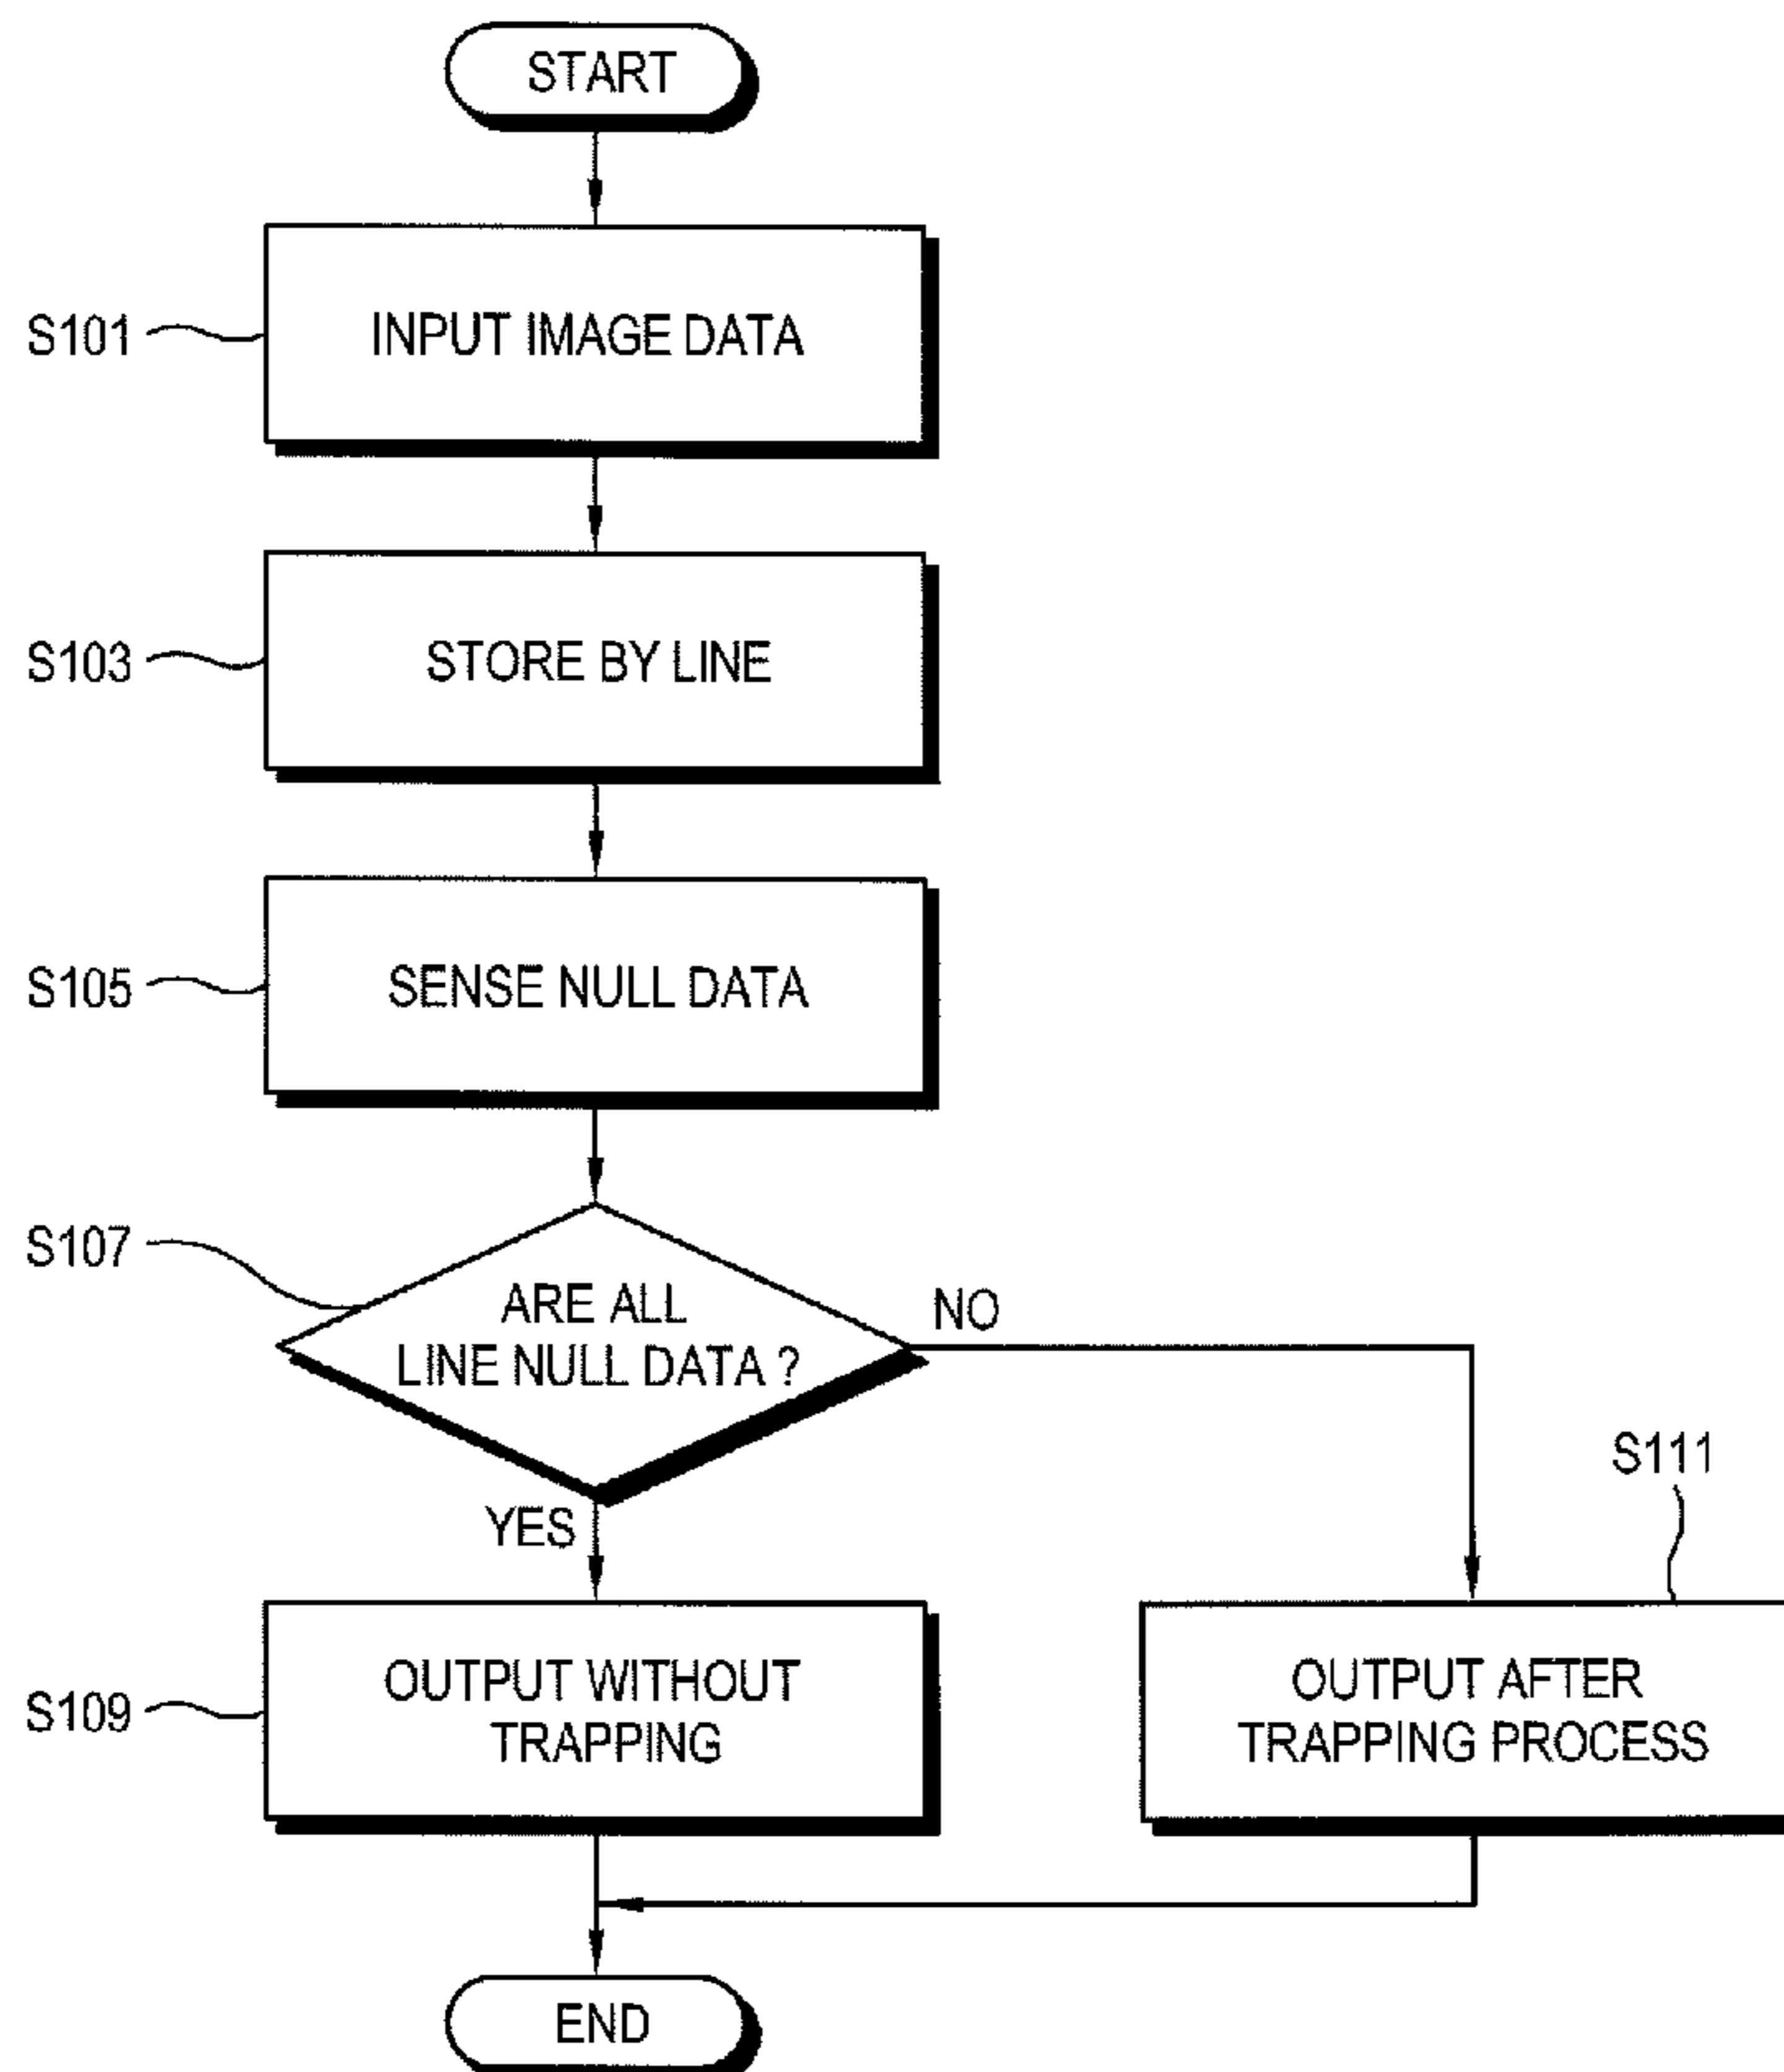 START
S101
INPUT IMAGE DATA
S103
STORE BY LINE
S105
SENSE NULL DATA
S107
ARE ALL
LINE NULL DATA ?
NO
YES
S111
S109
OUTPUT WITHOUT
TRAPPING
OUTPUT AFTER
TRAPPING PROCESS
END